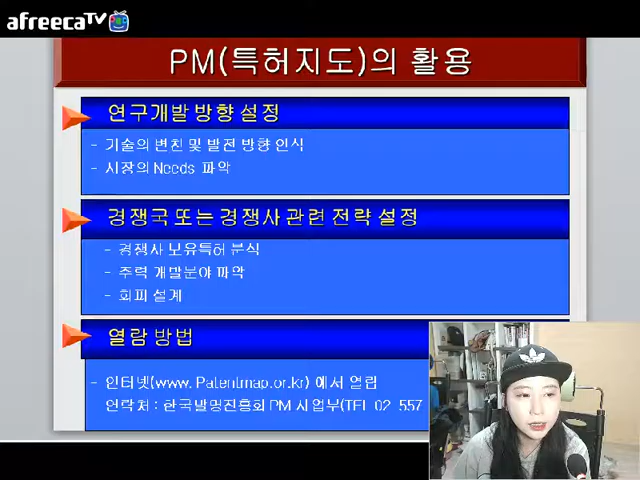 afreecaTV
PM(특허지도)의 활용
연구개발 방향 설정
- 기술의 변천 및 발전 방향 인식
- 시장의 Needs 파악
경쟁국 또는 경쟁사 관련 전략 설정
- 경쟁사 보유특허 분석
- 주력 개발분야 파악
- 회피 설계
열람 방법
- 인터넷(www. Patentmap.or.kr) 에서 열림
연락처 : 한국발명진흥회 PM 사업부(TEL 02 557